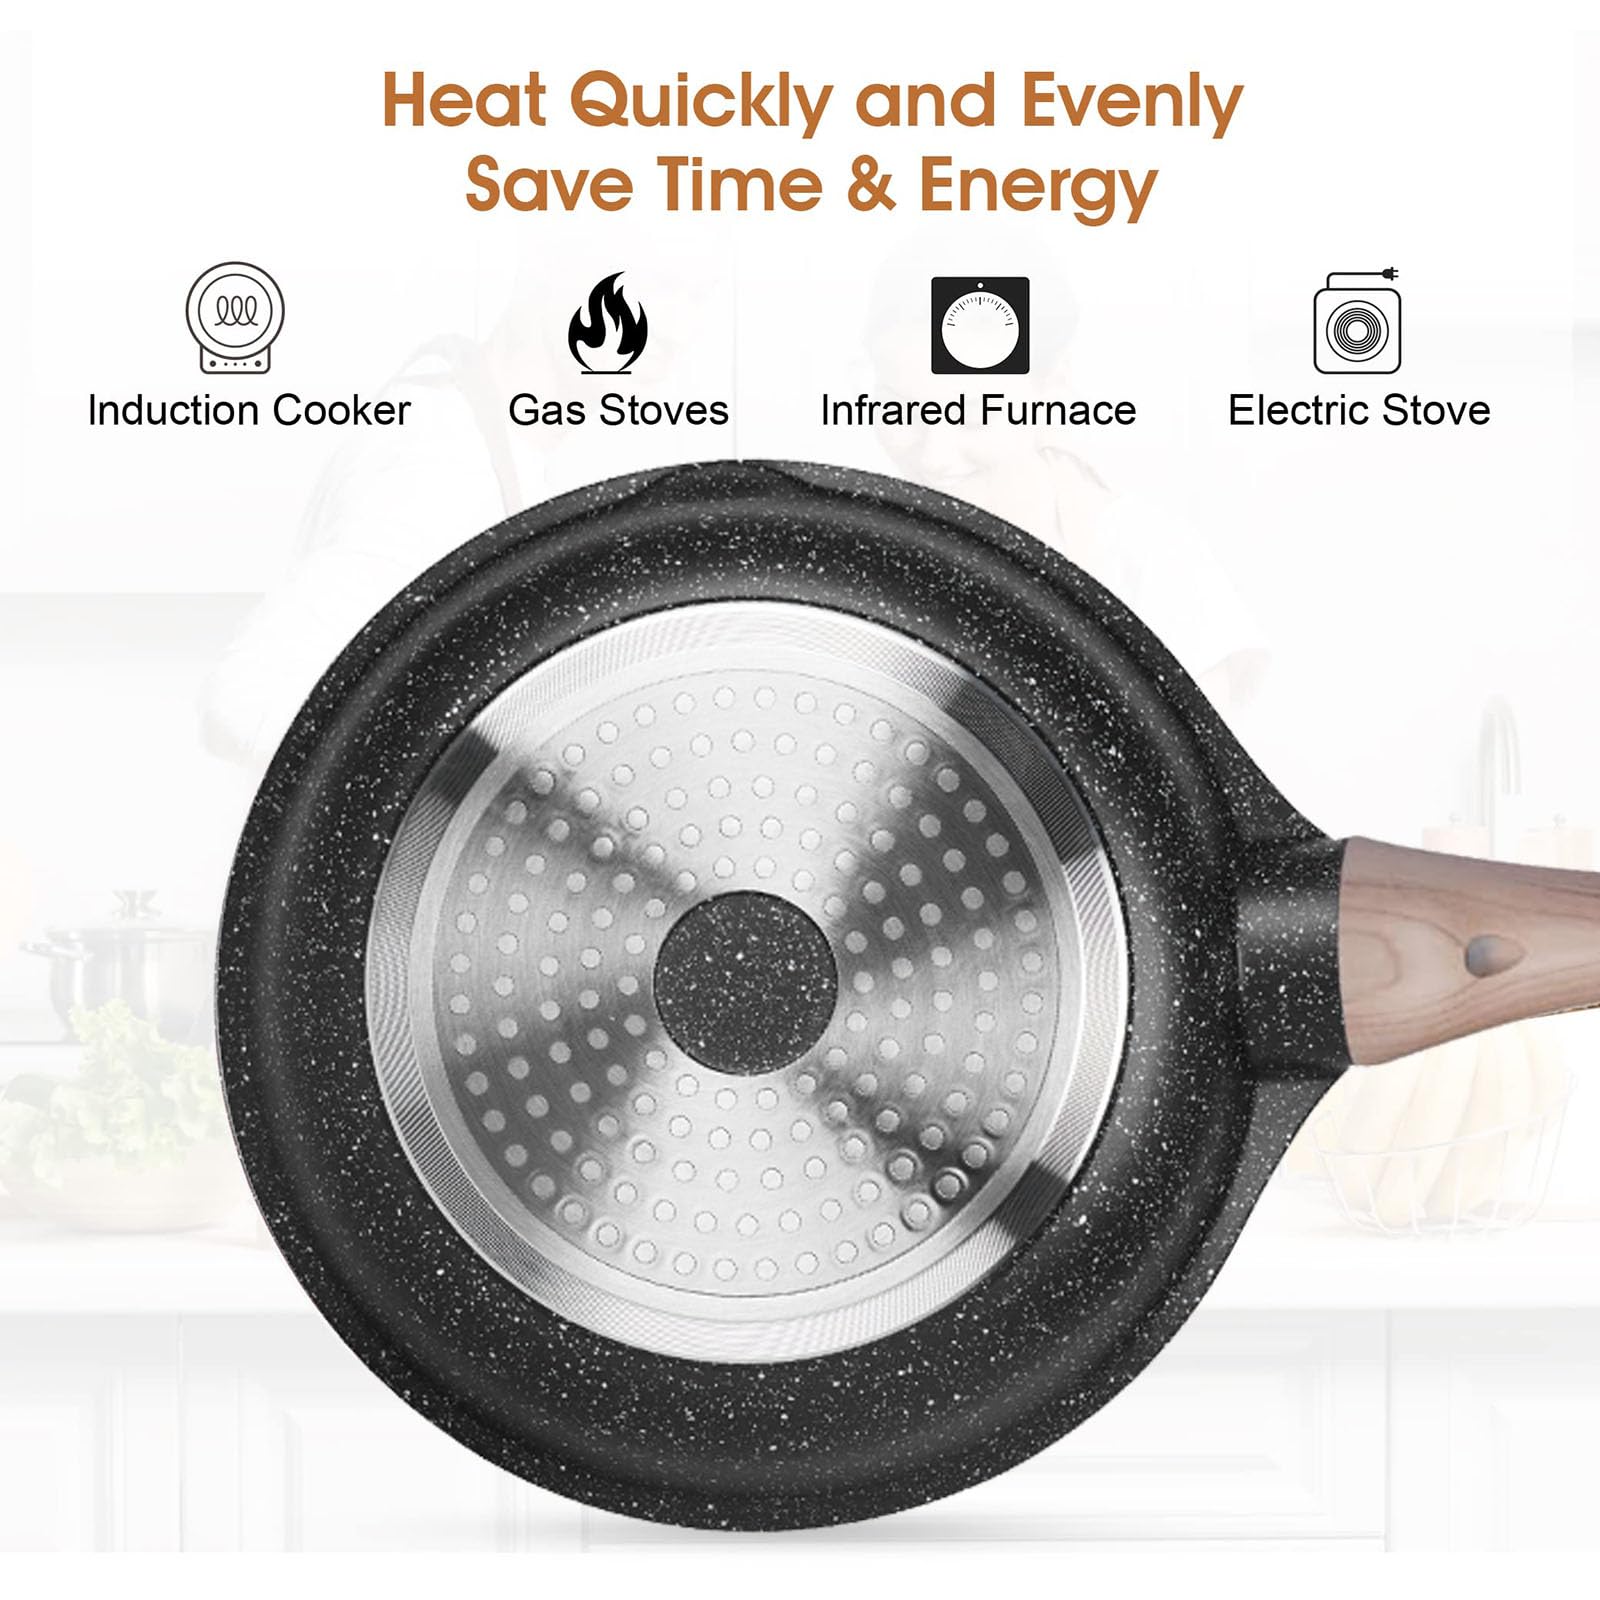 Heat Quickly and Evenly
Save Time & Energy
Induction Cooker
Gas Stoves
Infrared Furnace
Electric Stove